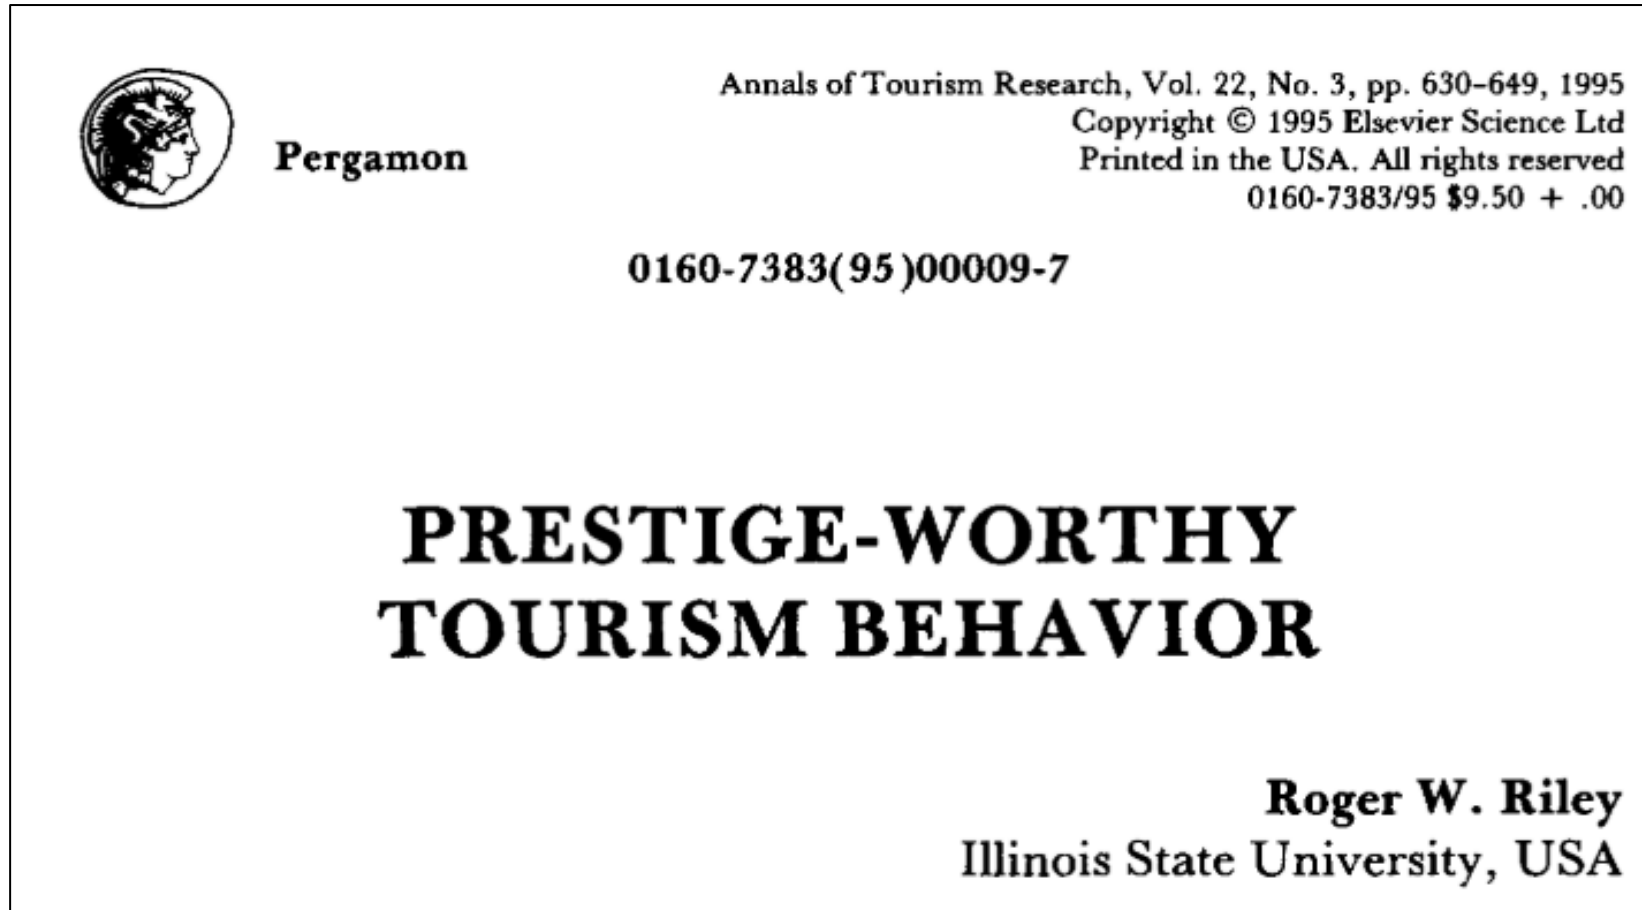 Pergamon
Annals of Tourism Research, Vol. 22, No. 3, pp. 630–649, 1995
Copyright © 1995 Elsevier Science Ltd
Printed in the USA. All rights reserved
0160-7383/95 $9.50 + .00
0160-7383(95)00009-7
PRESTIGE-WORTHY
TOURISM BEHAVIOR
Roger W. Riley
Illinois State University, USA